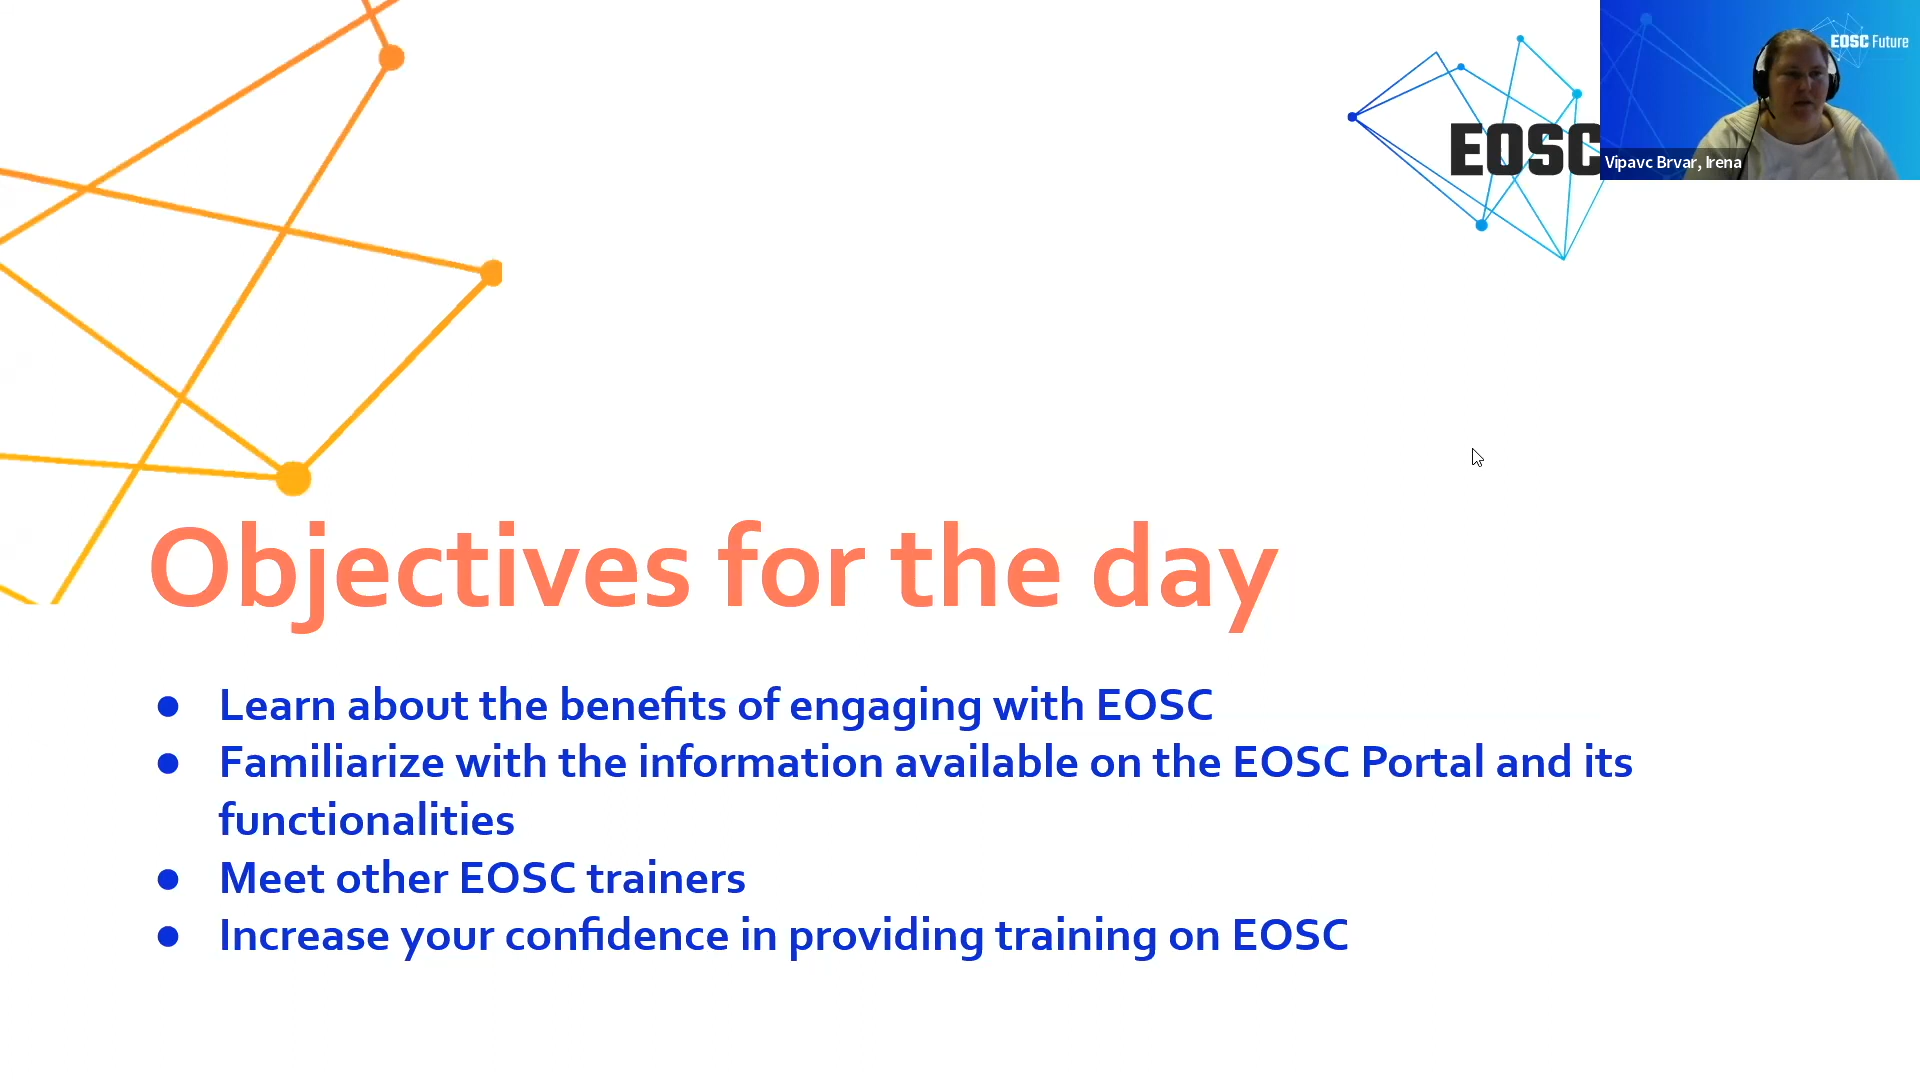 EOSC
EOSC Future
Vipavc Brvar, Irena
Objectives for the day
● Learn about the benefits of engaging with EOSC
● Familiarize with the information available on the EOSC Portal and its
functionalities
● Meet other EOSC trainers
● Increase your confidence in providing training on EOSC